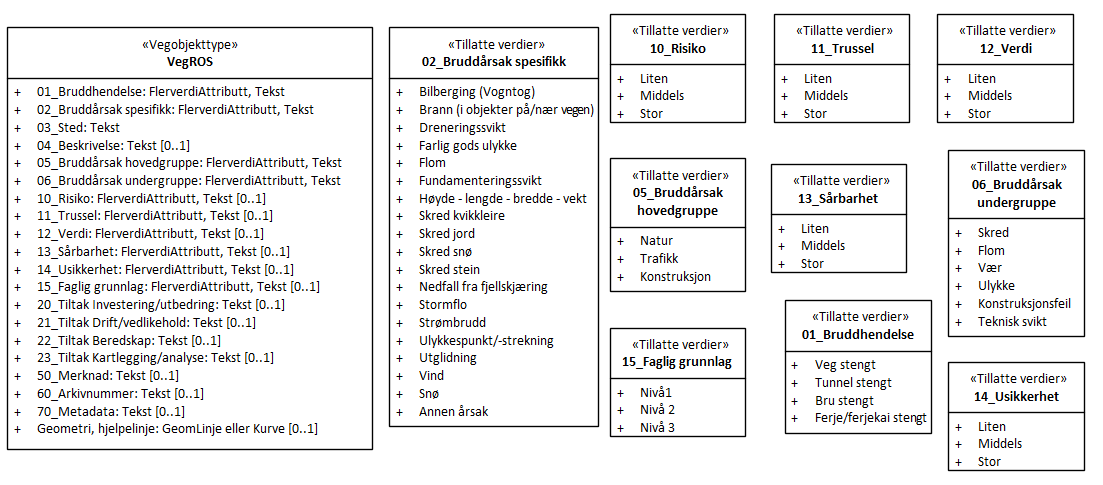 «Vegobjekttype»
VegROS
+ 01_Bruddhendelse: FlerverdiAttributt, Tekst
+ 02_Bruddårsak spesifikk: FlerverdiAttributt, Tekst
+ 03_Sted: Tekst
+ 04_Beskrivelse: Tekst [0..1]
+ 05_Bruddårsak hovedgruppe: FlerverdiAttributt, Tekst
+ 06_Bruddårsak undergruppe: FlerverdiAttributt, Tekst
+ 10_Risiko: FlerverdiAttributt, Tekst [0..1]
+ 11_Trussel: FlerverdiAttributt, Tekst [0..1]
+ 12_Verdi: FlerverdiAttributt, Tekst [0..1]
+ 13_Sårbarhet: FlerverdiAttributt, Tekst [0..1]
+ 14_Usikkerhet: FlerverdiAttributt, Tekst [0..1]
+ 15_Faglig grunnlag: FlerverdiAttributt, Tekst [0..1]
+ 20_Tiltak Investering/utbedring: Tekst [0..1]
+ 21_Tiltak Drift/vedlikehold: Tekst [0..1]
+ 22_Tiltak Beredskap: Tekst [0..1]
+ 23_Tiltak Kartlegging/analyse: Tekst [0..1]
+ 50_Merknad: Tekst [0..1]
+ 60_Arkivnummer: Tekst [0..1]
+ 70_Metadata: Tekst [0..1]
+ Geometri, hjelpelinje: GeomLinje eller Kurve [0..1]
«Tillatte verdier»
02_Bruddårsak spesifikk
+ Bilberging (Vogntog)
+ Brann (i objekter på/nær vegen)
+ Dreneringssvikt
+ Farlig gods ulykke
+ Flom
+ Fundamenteringssvikt
+ Høyde - lengde - bredde - vekt
+ Skred kvikkleire
+ Skred jord
+ Skred snø
+ Skred stein
+ Nedfall fra fjellskjæring
+ Stormflo
+ Strømbrudd
+ Ulykkespunkt/-strekning
+ Utglidning
+ Vind
+ Snø
+ Annen årsak
«Tillatte verdier»
10_Risiko
+ Liten
+ Middels
+ Stor
«Tillatte verdier»
11_Trussel
+ Liten
+ Middels
+ Stor
«Tillatte verdier»
12_Verdi
+ Liten
+ Middels
+ Stor
«Tillatte verdier»
05_Bruddårsak
hovedgruppe
+ Natur
+ Trafikk
+ Konstruksjon
«Tillatte verdier»
13_Sårbarhet
+ Liten
+ Middels
+ Stor
«Tillatte verdier»
06_Bruddårsak
undergruppe
+ Skred
+ Flom
+ Vær
+ Ulykke
+ Konstruksjonsfeil
+ Teknisk svikt
«Tillatte verdier»
15_Faglig grunnlag
+ Nivå1
+ Nivå 2
+ Nivå 3
«Tillatte verdier»
01_Bruddhendelse
+ Veg stengt
+ Tunnel stengt
+ Bru stengt
+ Ferje/ferjekai stengt
«Tillatte verdier»
14_Usikkerhet
+ Liten
+ Middels
+ Stor